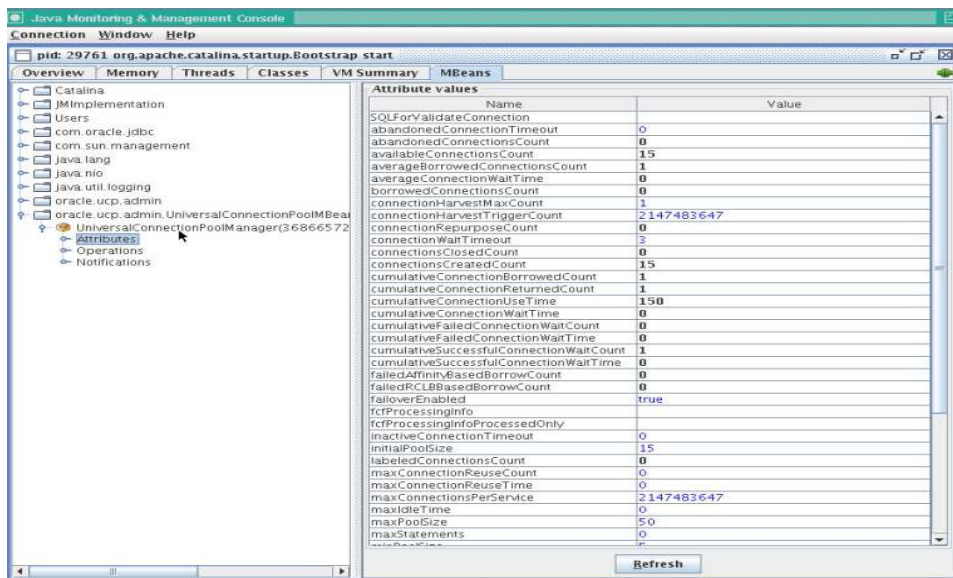 Java Monitoring & Management Console
Connection Window Help
pid: 29761 org.apache.catalina.startup.Bootstrap start
Overview Memory Threads Classes VM Summary MBeans
Catalina
JMImplementation
Users
com.oracle.jdbc
com.sun.management
java.lang
java.nio
java.util.logging
oracle.ucp.admin
oracle.ucp.admin.UniversalConnectionPoolMBea
UniversalConnectionPoolManager(36866572
Attributes
Operations
Notifications
Attribute values
Name Value
SQLForValidateConnection
abandonedConnectionTimeout 0
abandonedConnectionsCount 0
availableConnectionsCount 15
averageBorrowedConnectionsCount 1
averageConnectionWaitTime 0
borrowedConnectionsCount 0
connectionHarvestMaxCount 1
connectionHarvestTriggerCount 2147483647
connectionRepurposeCount 0
connectionWaitTimeout 3
connectionsClosedCount 0
connectionsCreatedCount 15
cumulativeConnectionBorrowedCount 1
cumulativeConnectionReturnedCount 1
cumulativeConnectionUseTime 150
cumulativeConnectionWaitTime 0
cumulativeFailedConnectionWaitCount 0
cumulativeFailedConnectionWaitTime 0
cumulativeSuccessfulConnectionWaitCount 1
cumulativeSuccessfulConnectionWaitTime 0
failedAffinityBasedBorrowCount 0
failedRCLBBasedBorrowCount 0
failoverEnabled true
fcfProcessingInfo
fcfProcessingInfoProcessedOnly
inactiveConnectionTimeout 0
initialPoolSize 15
labeledConnectionsCount 0
maxConnectionReuseCount 0
maxConnectionReuseTime 0
maxConnectionsPerService 2147483647
maxIdleTime 0
maxPoolSize 50
maxStatements 0
Refresh